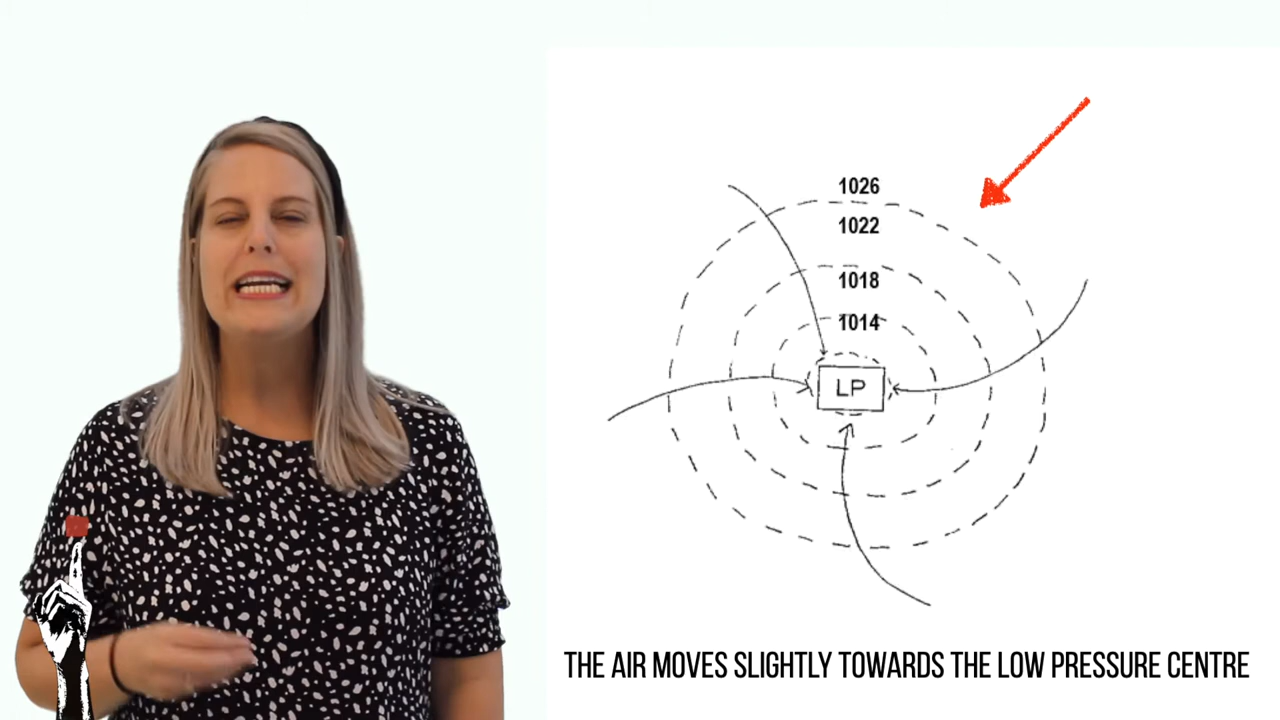 1026
1022
1018
1014
LP
THE AIR MOVES SLIGHTLY TOWARDS THE LOW PRESSURE CENTRE